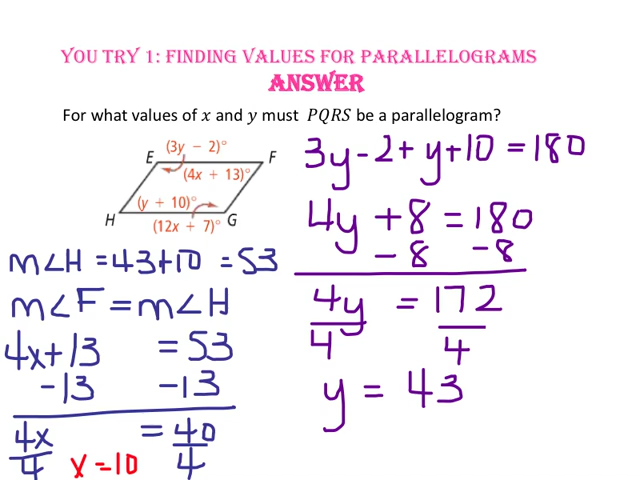 YOU TRY 1: FINDING VALUES FOR PARALLELOGRAMS
ANSWER
For what values of x and y must PQRS be a parallelogram?
(3y − 2)°
E
F
(4x + 13)°
(y + 10)°
H
G
(12x + 7)°
3y-2+y+10=180
4y+8=180
-8 -8
4y = 172
4 4
y = 43
m∠H=43+10=53
m∠F=m∠H
4x+13 =53
-13 -13
4x = 40
4 4
x=10